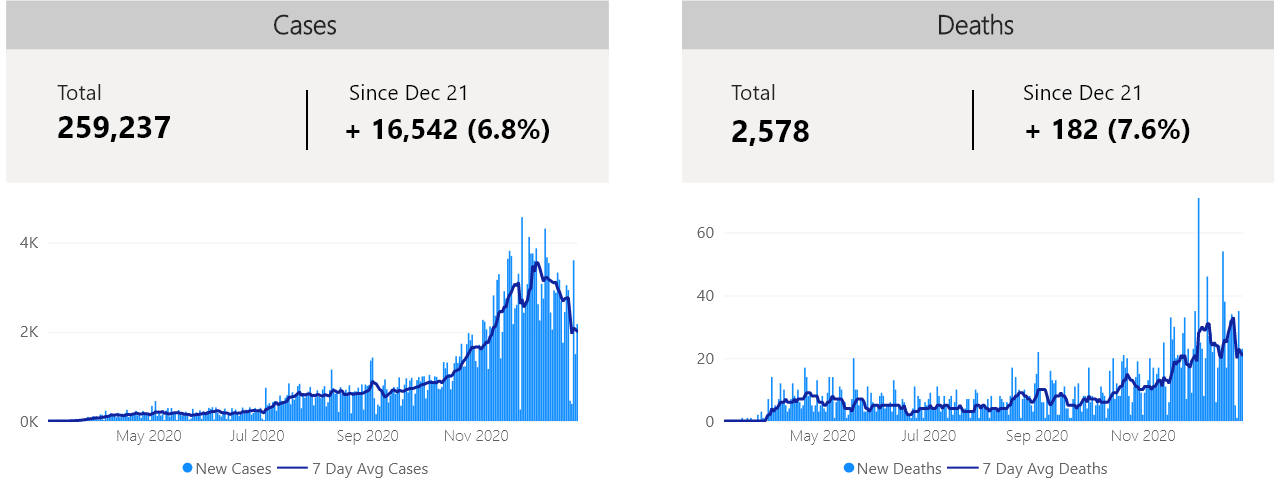 Cases
Total
259,237
Since Dec 21
+ 16,542 (6.8%)
4K
2K
0K
May 2020 Jul 2020 Sep 2020 Nov 2020
New Cases 7 Day Avg Cases
Deaths
Total
2,578
Since Dec 21
+ 182 (7.6%)
60
40
20
0
May 2020 Jul 2020 Sep 2020 Nov 2020
New Deaths 7 Day Avg Deaths